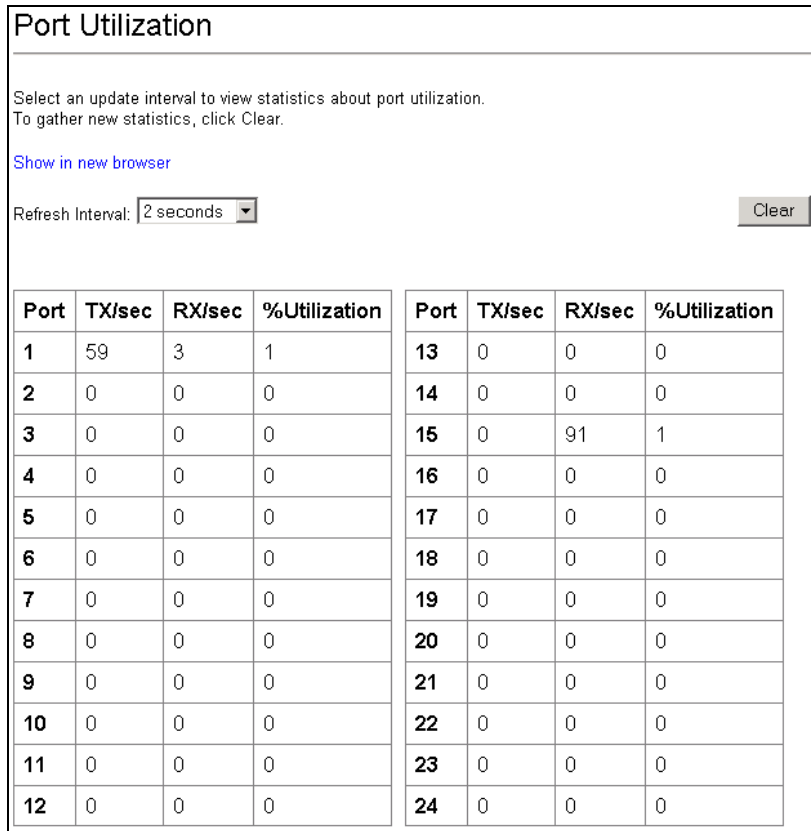 Port Utilization
Select an update interval to view statistics about port utilization.
To gather new statistics, click Clear.
Show in new browser
Refresh Interval: 2 seconds
Clear
Port TX/sec RX/sec %Utilization Port TX/sec RX/sec %Utilization
1 59 3 1 13 0 0 0
2 0 0 0 14 0 0 0
3 0 0 0 15 0 91 1
4 0 0 0 16 0 0 0
5 0 0 0 17 0 0 0
6 0 0 0 18 0 0 0
7 0 0 0 19 0 0 0
8 0 0 0 20 0 0 0
9 0 0 0 21 0 0 0
10 0 0 0 22 0 0 0
11 0 0 0 23 0 0 0
12 0 0 0 24 0 0 0